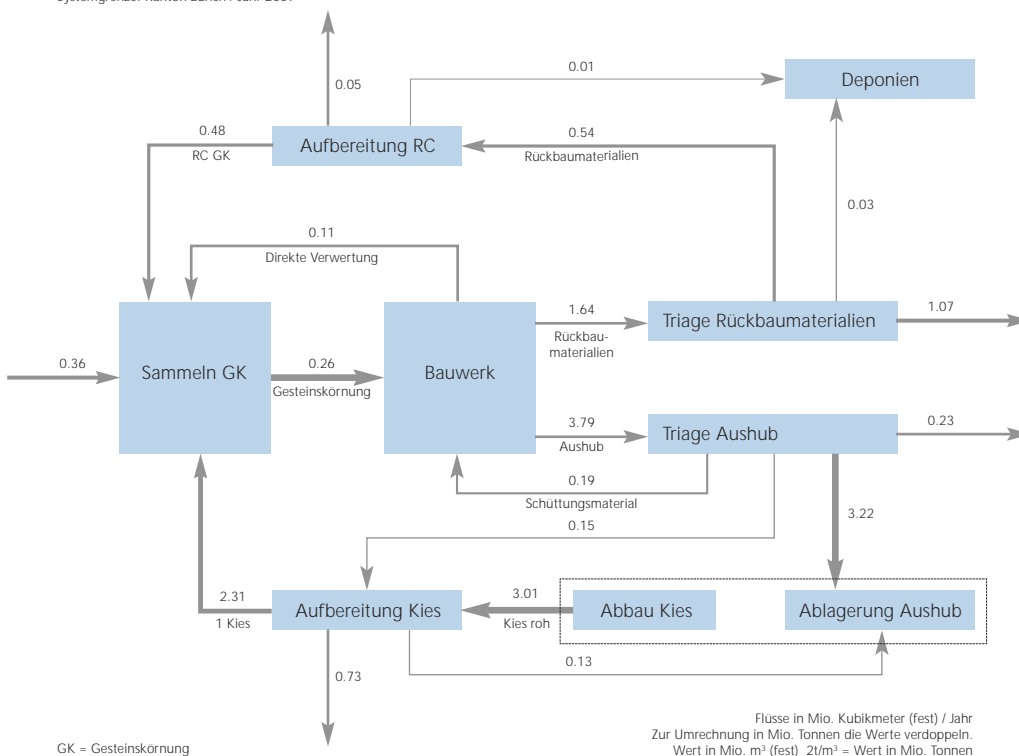 0.01
Deponien
0.05
0.48
Aufbereitung RC
0.54
RC GK
Rückbaumaterialien
0.03
0.11
Direkte Verwertung
1.64
Triage Rückbaumaterialien
1.07
Rückbau-
materialien
0.36
Sammeln GK
0.26
Gesteinskörnung
Bauwerk
3.79
Aushub
Triage Aushub
0.23
0.19
Schüttungsmaterial
3.22
0.15
2.31
1 Kies
Aufbereitung Kies
3.01
Kies roh
Abbau Kies
Ablagerung Aushub
0.13
0.73
Flüsse in Mio. Kubikmeter (fest) / Jahr
Zur Umrechnung in Mio. Tonnen die Werte verdoppeln.
GK = Gesteinskörnung
Wert in Mio. m³ (fest) 2t/m³ = Wert in Mio. Tonnen